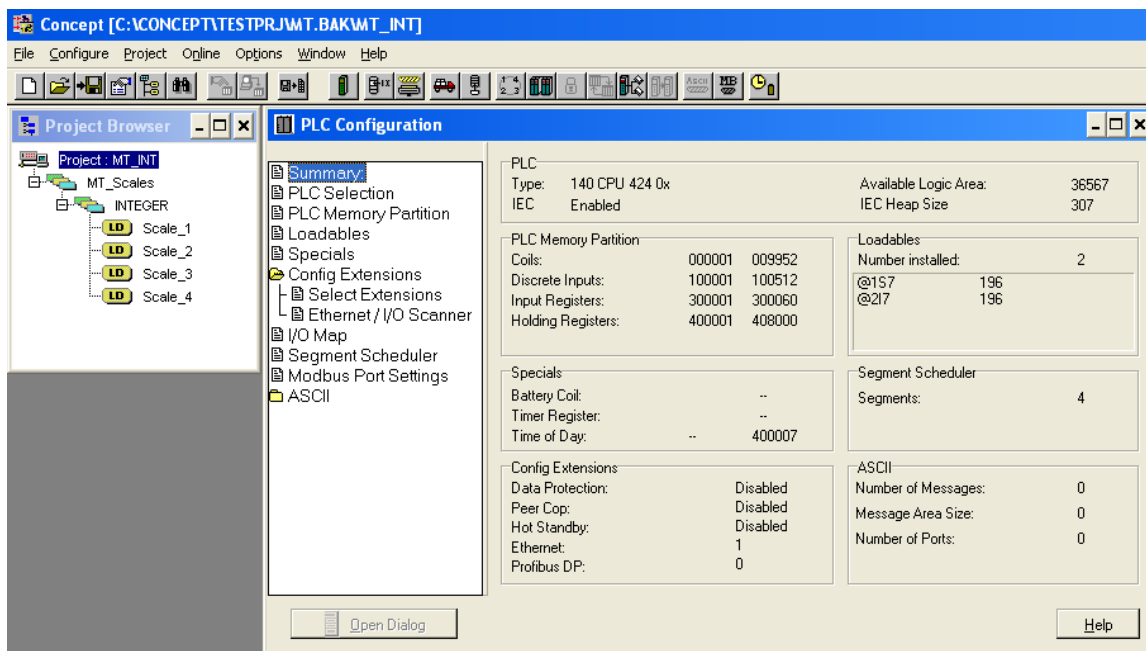 Concept [C:\CONCEPT\TESTPRJ\MT.BAK\MT_INT]
File Configure Project Online Options Window Help
Project Browser
Project : MT_INT
MT_Scales
INTEGER
LD Scale_1
LD Scale_2
LD Scale_3
LD Scale_4
PLC Configuration
Summary:
PLC Selection
PLC Memory Partition
Loadables
Specials
Config Extensions
Select Extensions
Ethernet / I/O Scanner
I/O Map
Segment Scheduler
Modbus Port Settings
ASCII
Open Dialog
PLC
Type: 140 CPU 424 0x Available Logic Area: 36567
IEC Enabled IEC Heap Size 307
PLC Memory Partition
Coils: 000001 009952
Discrete Inputs: 100001 100512
Input Registers: 300001 300060
Holding Registers: 400001 408000
Loadables
Number installed: 2
@1S7 196
@2I7 196
Specials
Battery Coil: --
Timer Register: --
Time of Day: -- 400007
Segment Scheduler
Segments: 4
Config Extensions
Data Protection: Disabled
Peer Cop: Disabled
Hot Standby: Disabled
Ethernet: 1
Profibus DP: 0
ASCII
Number of Messages: 0
Message Area Size: 0
Number of Ports: 0
Help